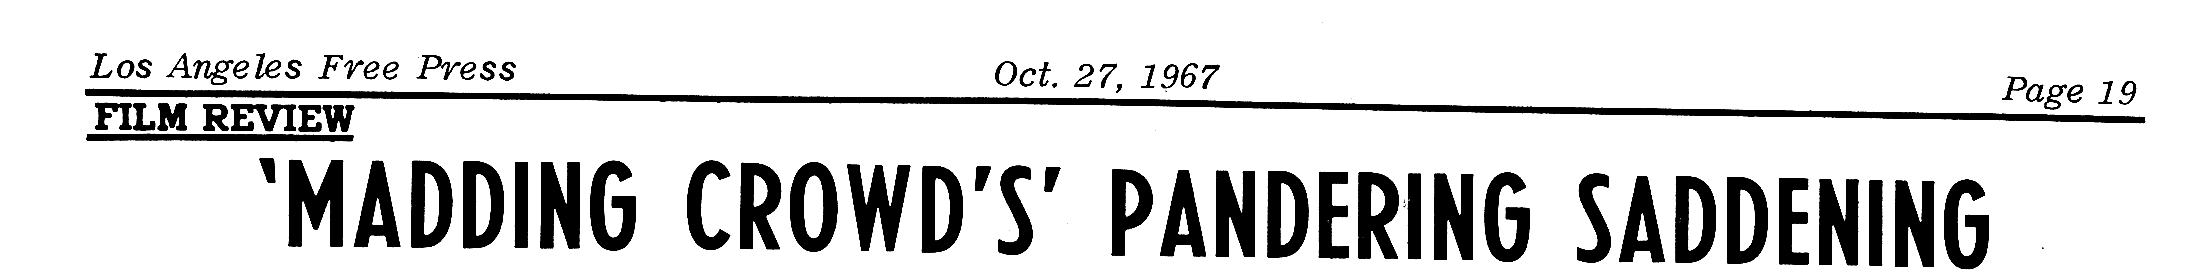 Los Angeles Free Press Oct. 27, 1967 Page 19
FILM REVIEW
'MADDING CROWD'S' PANDERING SADDENING